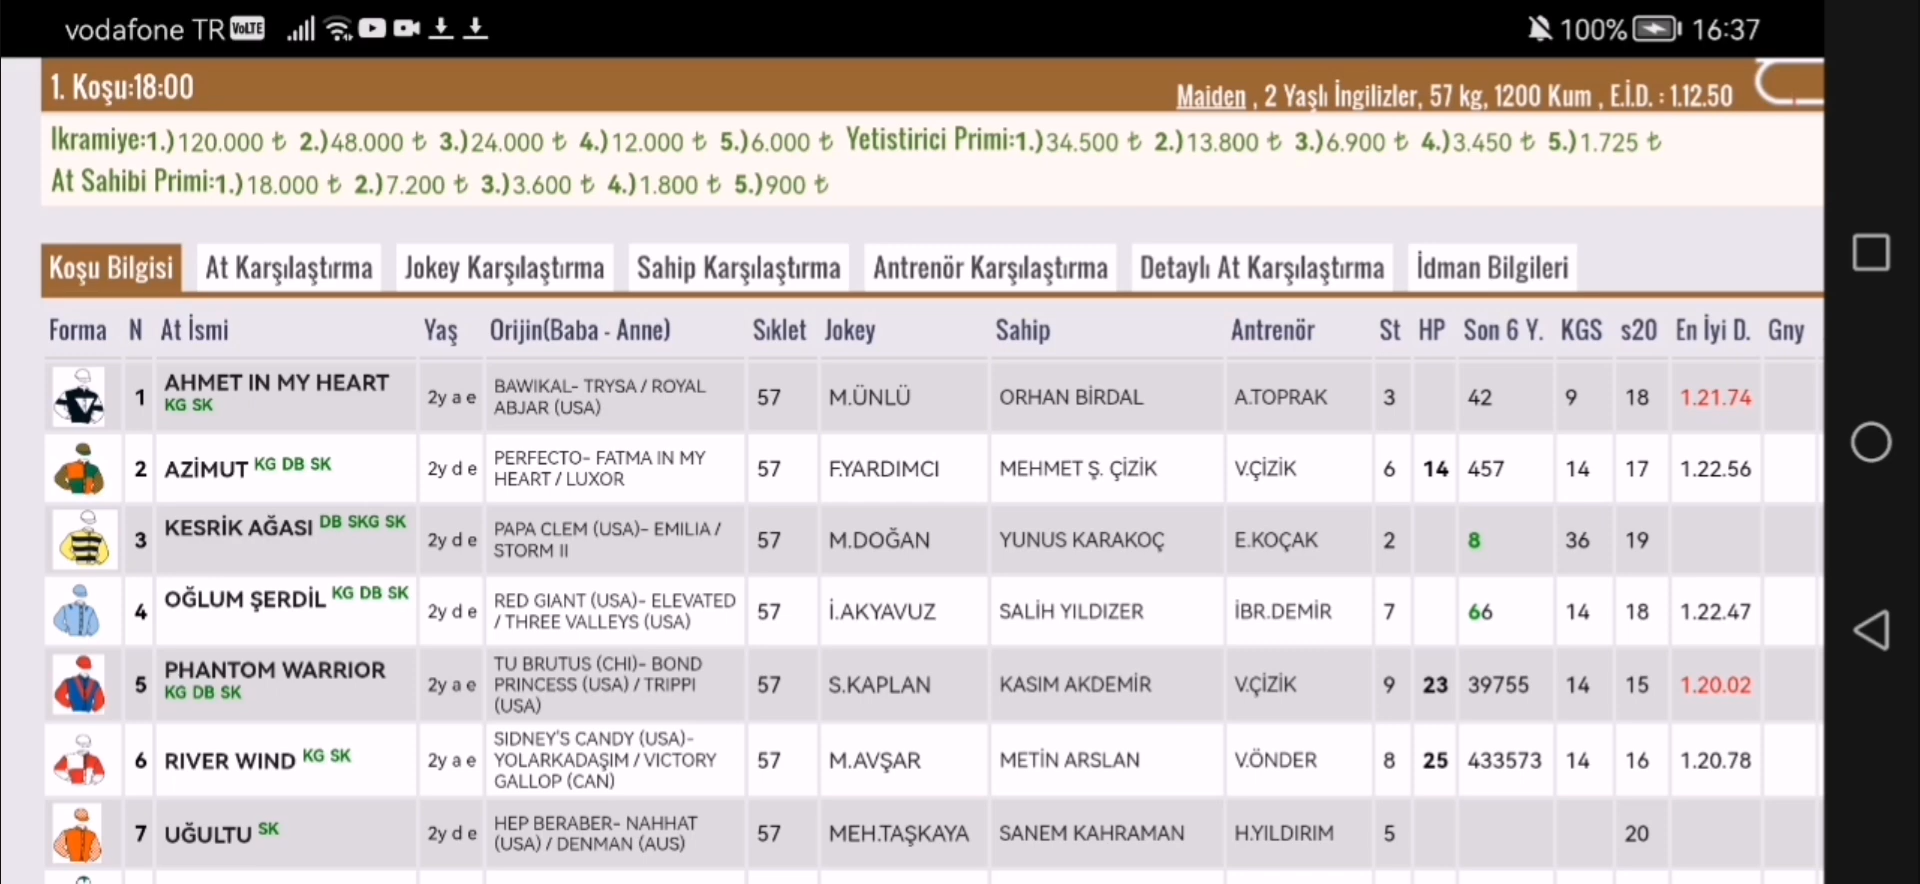 vodafone TR VoLTE 100% 16:37
1. Koşu:18:00
Maiden , 2 Yaşlı İngilizler, 57 kg, 1200 Kum , E.İ.D. : 1.12.50
Ikramiye:1.)120.000 ₺ 2.)48.000 ₺ 3.)24.000 ₺ 4.)12.000 ₺ 5.)6.000 ₺ Yetistirici Primi:1.)34.500 ₺ 2.)13.800 ₺ 3.)6.900 ₺ 4.)3.450 ₺ 5.)1.725 ₺
At Sahibi Primi:1.)18.000 ₺ 2.)7.200 ₺ 3.)3.600 ₺ 4.)1.800 ₺ 5.)900 ₺
Koşu Bilgisi At Karşılaştırma Jokey Karşılaştırma Sahip Karşılaştırma Antrenör Karşılaştırma Detaylı At Karşılaştırma İdman Bilgileri
Forma N At İsmi Yaş Orijin(Baba - Anne) Sıklet Jokey Sahip Antrenör St HP Son 6 Y. KGS s20 En İyi D. Gny
1 AHMET IN MY HEART KG SK 2y a e BAWIKAL- TRYSA / ROYAL ABJAR (USA) 57 M.ÜNLÜ ORHAN BİRDAL A.TOPRAK 3 42 9 18 1.21.74
2 AZİMUT KG DB SK 2y d e PERFECTO- FATMA IN MY HEART / LUXOR 57 F.YARDIMCI MEHMET Ş. ÇİZİK V.ÇİZİK 6 14 457 14 17 1.22.56
3 KESRİK AĞASI DB SKG SK 2y d e PAPA CLEM (USA)- EMILIA / STORM II 57 M.DOĞAN YUNUS KARAKOÇ E.KOÇAK 2 8 36 19
4 OĞLUM ŞERDİL KG DB SK 2y d e RED GIANT (USA)- ELEVATED / THREE VALLEYS (USA) 57 İ.AKYAVUZ SALİH YILDIZER İBR.DEMİR 7 66 14 18 1.22.47
5 PHANTOM WARRIOR KG DB SK 2y a e TU BRUTUS (CHI)- BOND PRINCESS (USA) / TRIPPI (USA) 57 S.KAPLAN KASIM AKDEMİR V.ÇİZİK 9 23 39755 14 15 1.20.02
6 RIVER WIND KG SK 2y a e SIDNEY'S CANDY (USA)- YOLARKADAŞIM / VICTORY GALLOP (CAN) 57 M.AVŞAR METİN ARSLAN V.ÖNDER 8 25 433573 14 16 1.20.78
7 UĞULTU SK 2y d e HEP BERABER- NAHHAT (USA) / DENMAN (AUS) 57 MEH.TAŞKAYA SANEM KAHRAMAN H.YILDIRIM 5 20